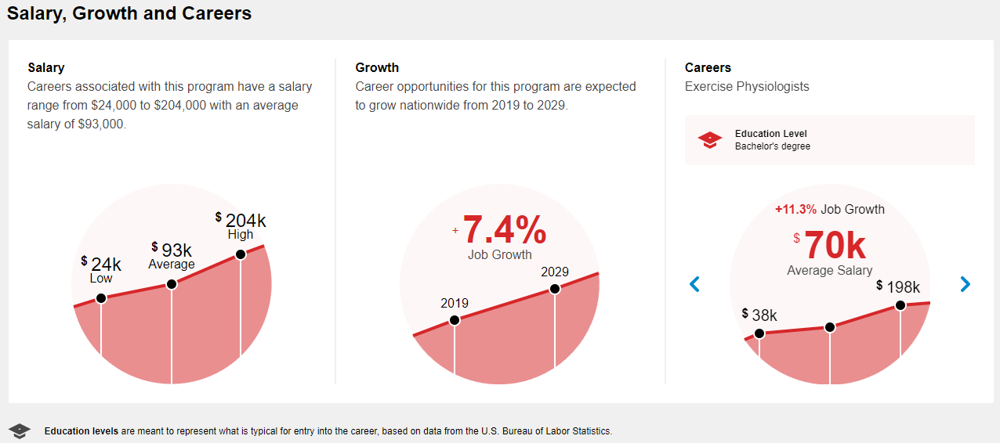 Salary, Growth and Careers
Salary
Careers associated with this program have a salary
range from $24,000 to $204,000 with an average
salary of $93,000.
$ 24k
Low
$ 93k
Average
$ 204k
High
Growth
Career opportunities for this program are expected
to grow nationwide from 2019 to 2029.
+ 7.4%
Job Growth
2019
2029
Careers
Exercise Physiologists
Education Level
Bachelor's degree
+11.3% Job Growth
$ 70k
Average Salary
$ 38k
$ 198k
Education levels are meant to represent what is typical for entry into the career, based on data from the U.S. Bureau of Labor Statistics.